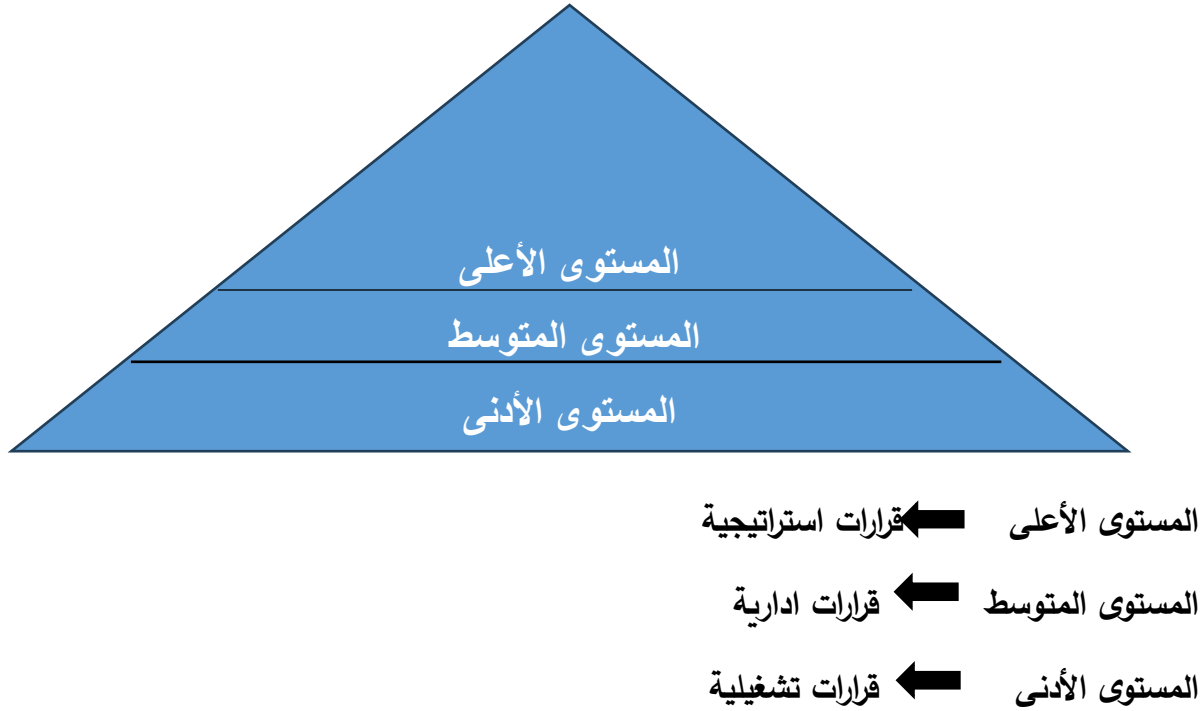 المستوى الأعلى
المستوى المتوسط
المستوى الأدنى
المستوى الأعلى قرارات استراتيجية
المستوى المتوسط قرارات ادارية
المستوى الأدنى قرارات تشغيلية